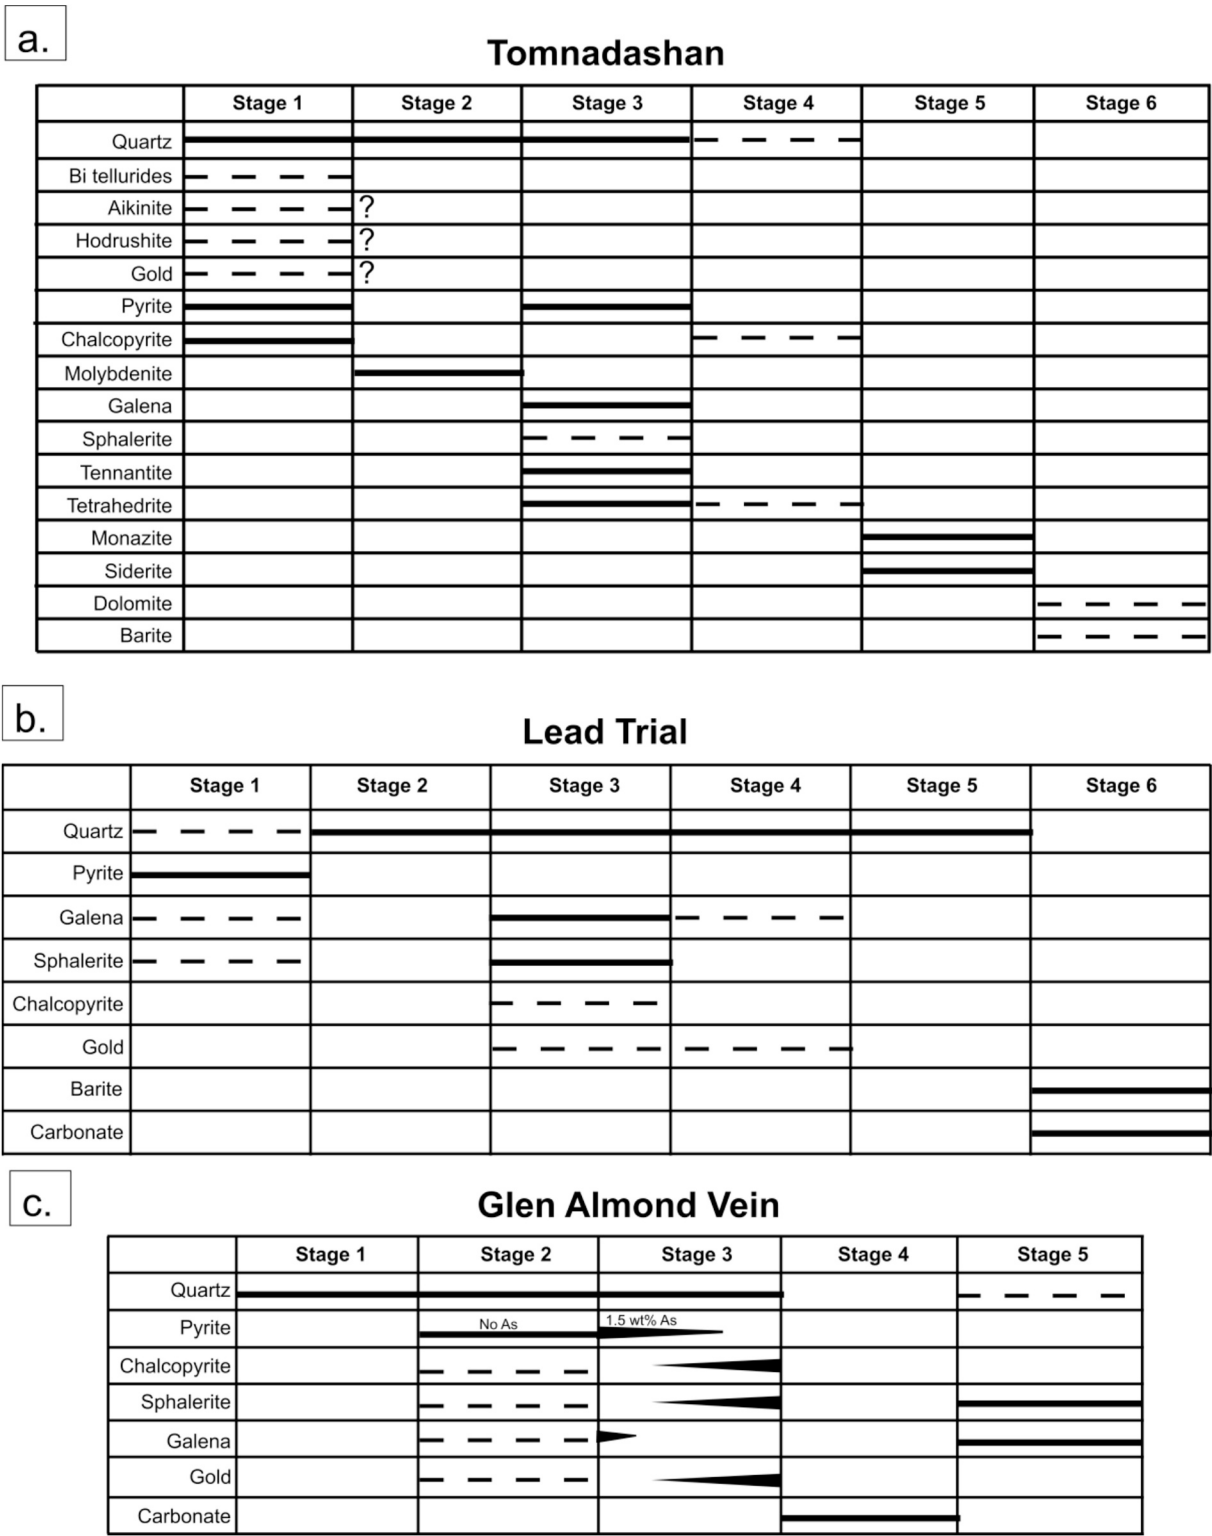 a.
Tomnadashan
Stage 1 Stage 2 Stage 3 Stage 4 Stage 5 Stage 6
Quartz
Bi tellurides
Aikinite ?
Hodrushite ?
Gold ?
Pyrite
Chalcopyrite
Molybdenite
Galena
Sphalerite
Tennantite
Tetrahedrite
Monazite
Siderite
Dolomite
Barite
b.
Lead Trial
Stage 1 Stage 2 Stage 3 Stage 4 Stage 5 Stage 6
Quartz
Pyrite
Galena
Sphalerite
Chalcopyrite
Gold
Barite
Carbonate
c.
Glen Almond Vein
Stage 1 Stage 2 Stage 3 Stage 4 Stage 5
Quartz
Pyrite No As 1.5 wt% As
Chalcopyrite
Sphalerite
Galena
Gold
Carbonate